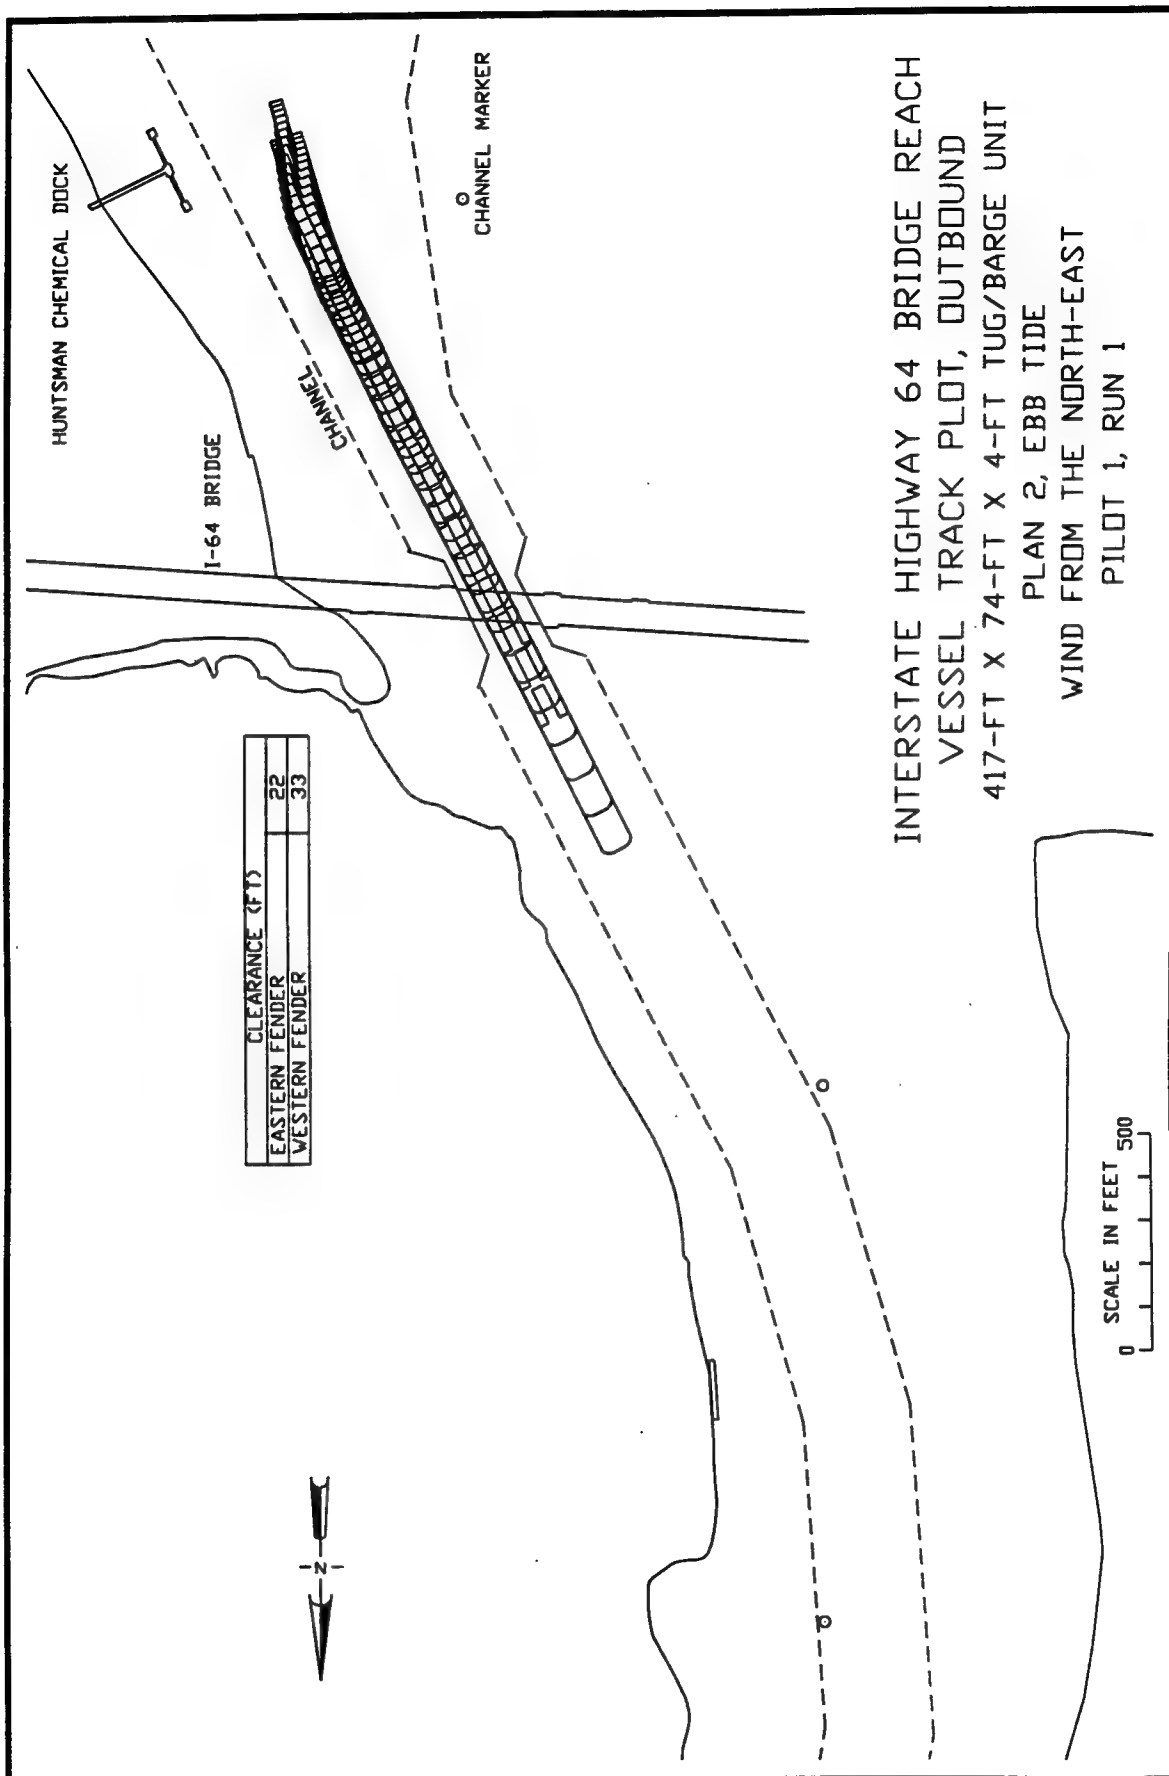 HUNTSMAN CHEMICAL DOCK
I-64 BRIDGE
CHANNEL
CHANNEL MARKER
CLEARANCE (FT)
EASTERN FENDER 22
WESTERN FENDER 33
N
SCALE IN FEET
0 500
INTERSTATE HIGHWAY 64 BRIDGE REACH
VESSEL TRACK PLOT, OUTBOUND
417-FT X 74-FT X 4-FT TUG/BARGE UNIT
PLAN 2, EBB TIDE
WIND FROM THE NORTH-EAST
PILOT 1, RUN 1